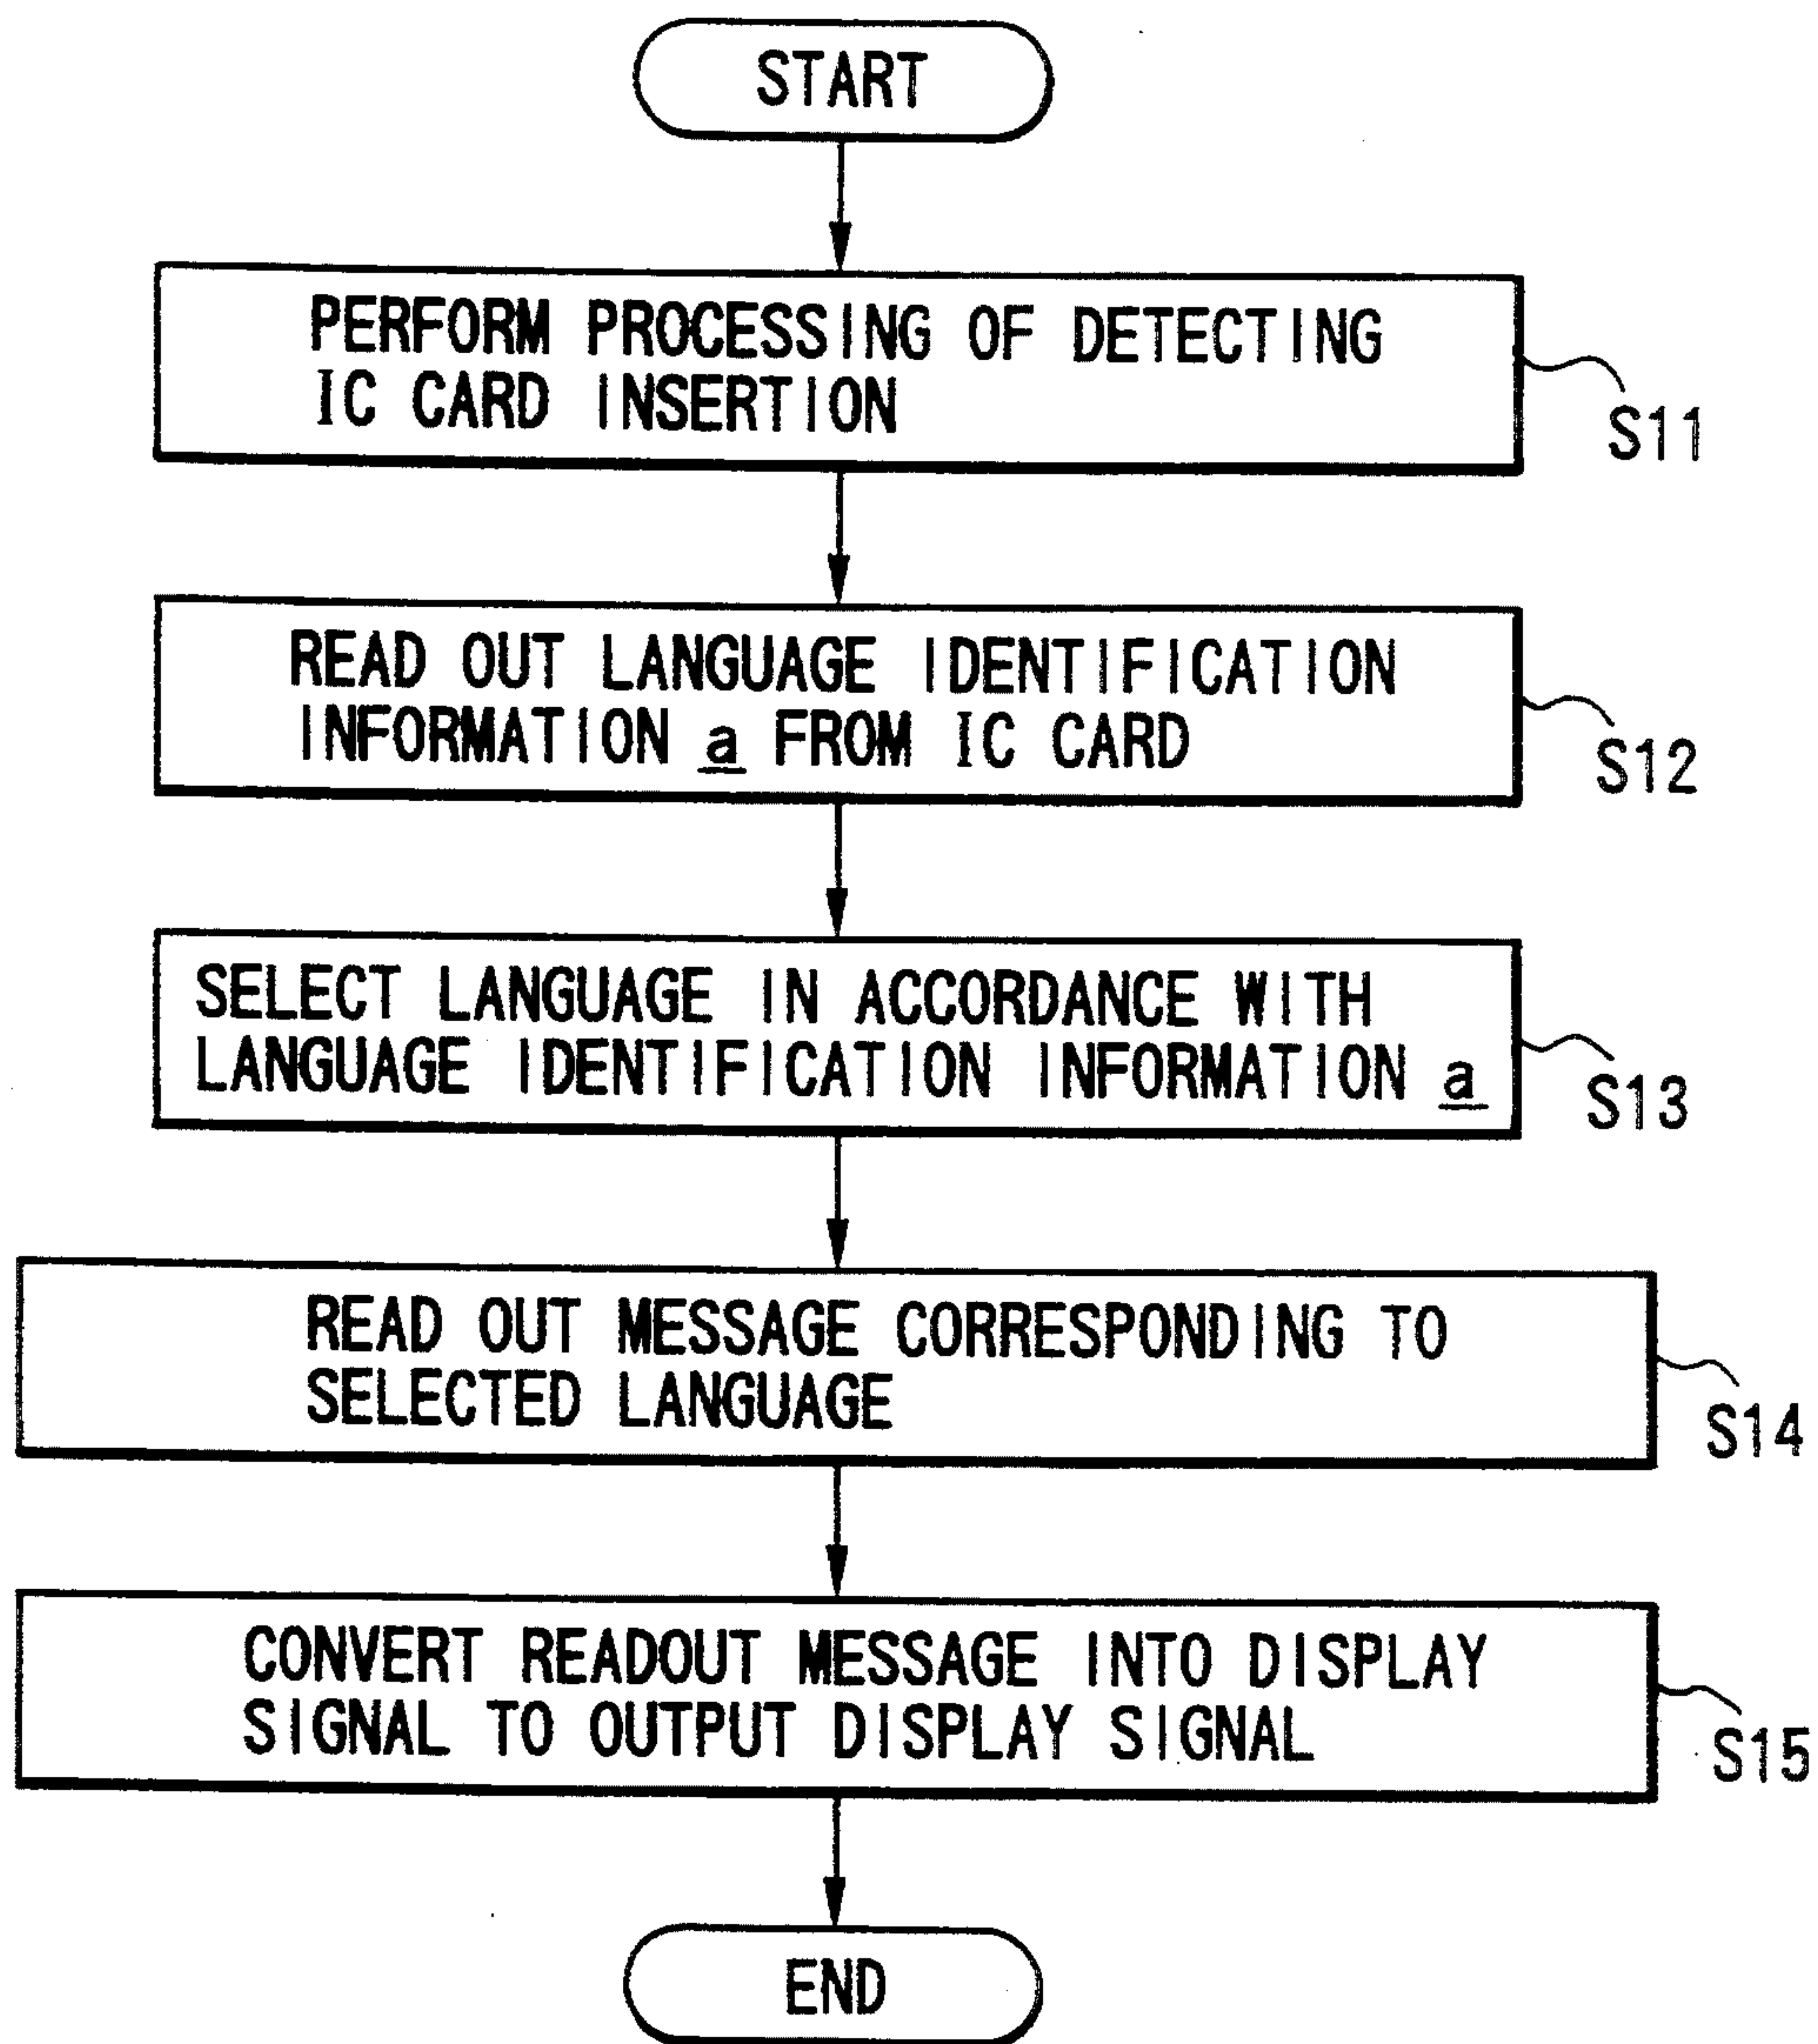 START
PERFORM PROCESSING OF DETECTING
IC CARD INSERTION
S11
READ OUT LANGUAGE IDENTIFICATION
INFORMATION a FROM IC CARD
S12
SELECT LANGUAGE IN ACCORDANCE WITH
LANGUAGE IDENTIFICATION INFORMATION a
S13
READ OUT MESSAGE CORRESPONDING TO
SELECTED LANGUAGE
S14
CONVERT READOUT MESSAGE INTO DISPLAY
SIGNAL TO OUTPUT DISPLAY SIGNAL
S15
END